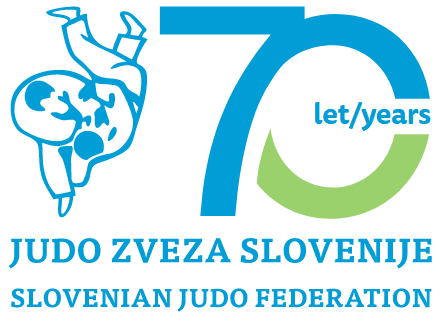 70
let/years
JUDO ZVEZA SLOVENIJE
SLOVENIAN JUDO FEDERATION